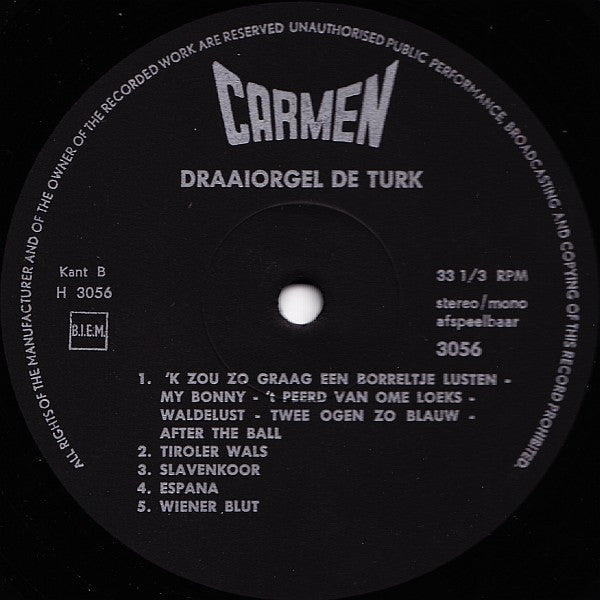 ALL RIGHTS OF THE MANUFACTURER AND OF THE OWNER OF THE RECORDED WORK ARE RESERVED UNAUTHORISED PUBLIC PERFORMANCE, BROADCASTING AND COPYING OF THIS RECORD PROHIBITED.
CARMEN
DRAAIORGEL DE TURK
Kant B
H 3056
B.I.E.M.
33 1/3 RPM
stereo/mono
afspeelbaar
3056
1. 'K ZOU ZO GRAAG EEN BORRELTJE LUSTEN -
MY BONNY - 't PEERD VAN OME LOEKS -
WALDELUST - TWEE OGEN ZO BLAUW -
AFTER THE BALL
2. TIROLER WALS
3. SLAVENKOOR
4. ESPANA
5. WIENER BLUT